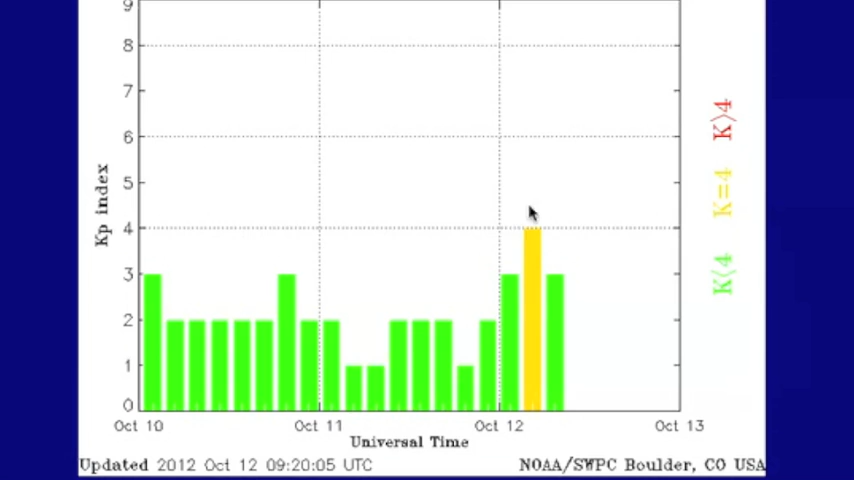 9
8
7
6
5
4
3
2
1
0
Kp index
Oct 10 Oct 11 Oct 12 Oct 13
Universal Time
K<4 K=4 K>4
Updated 2012 Oct 12 09:20:05 UTC NOAA/SWPC Boulder, CO USA